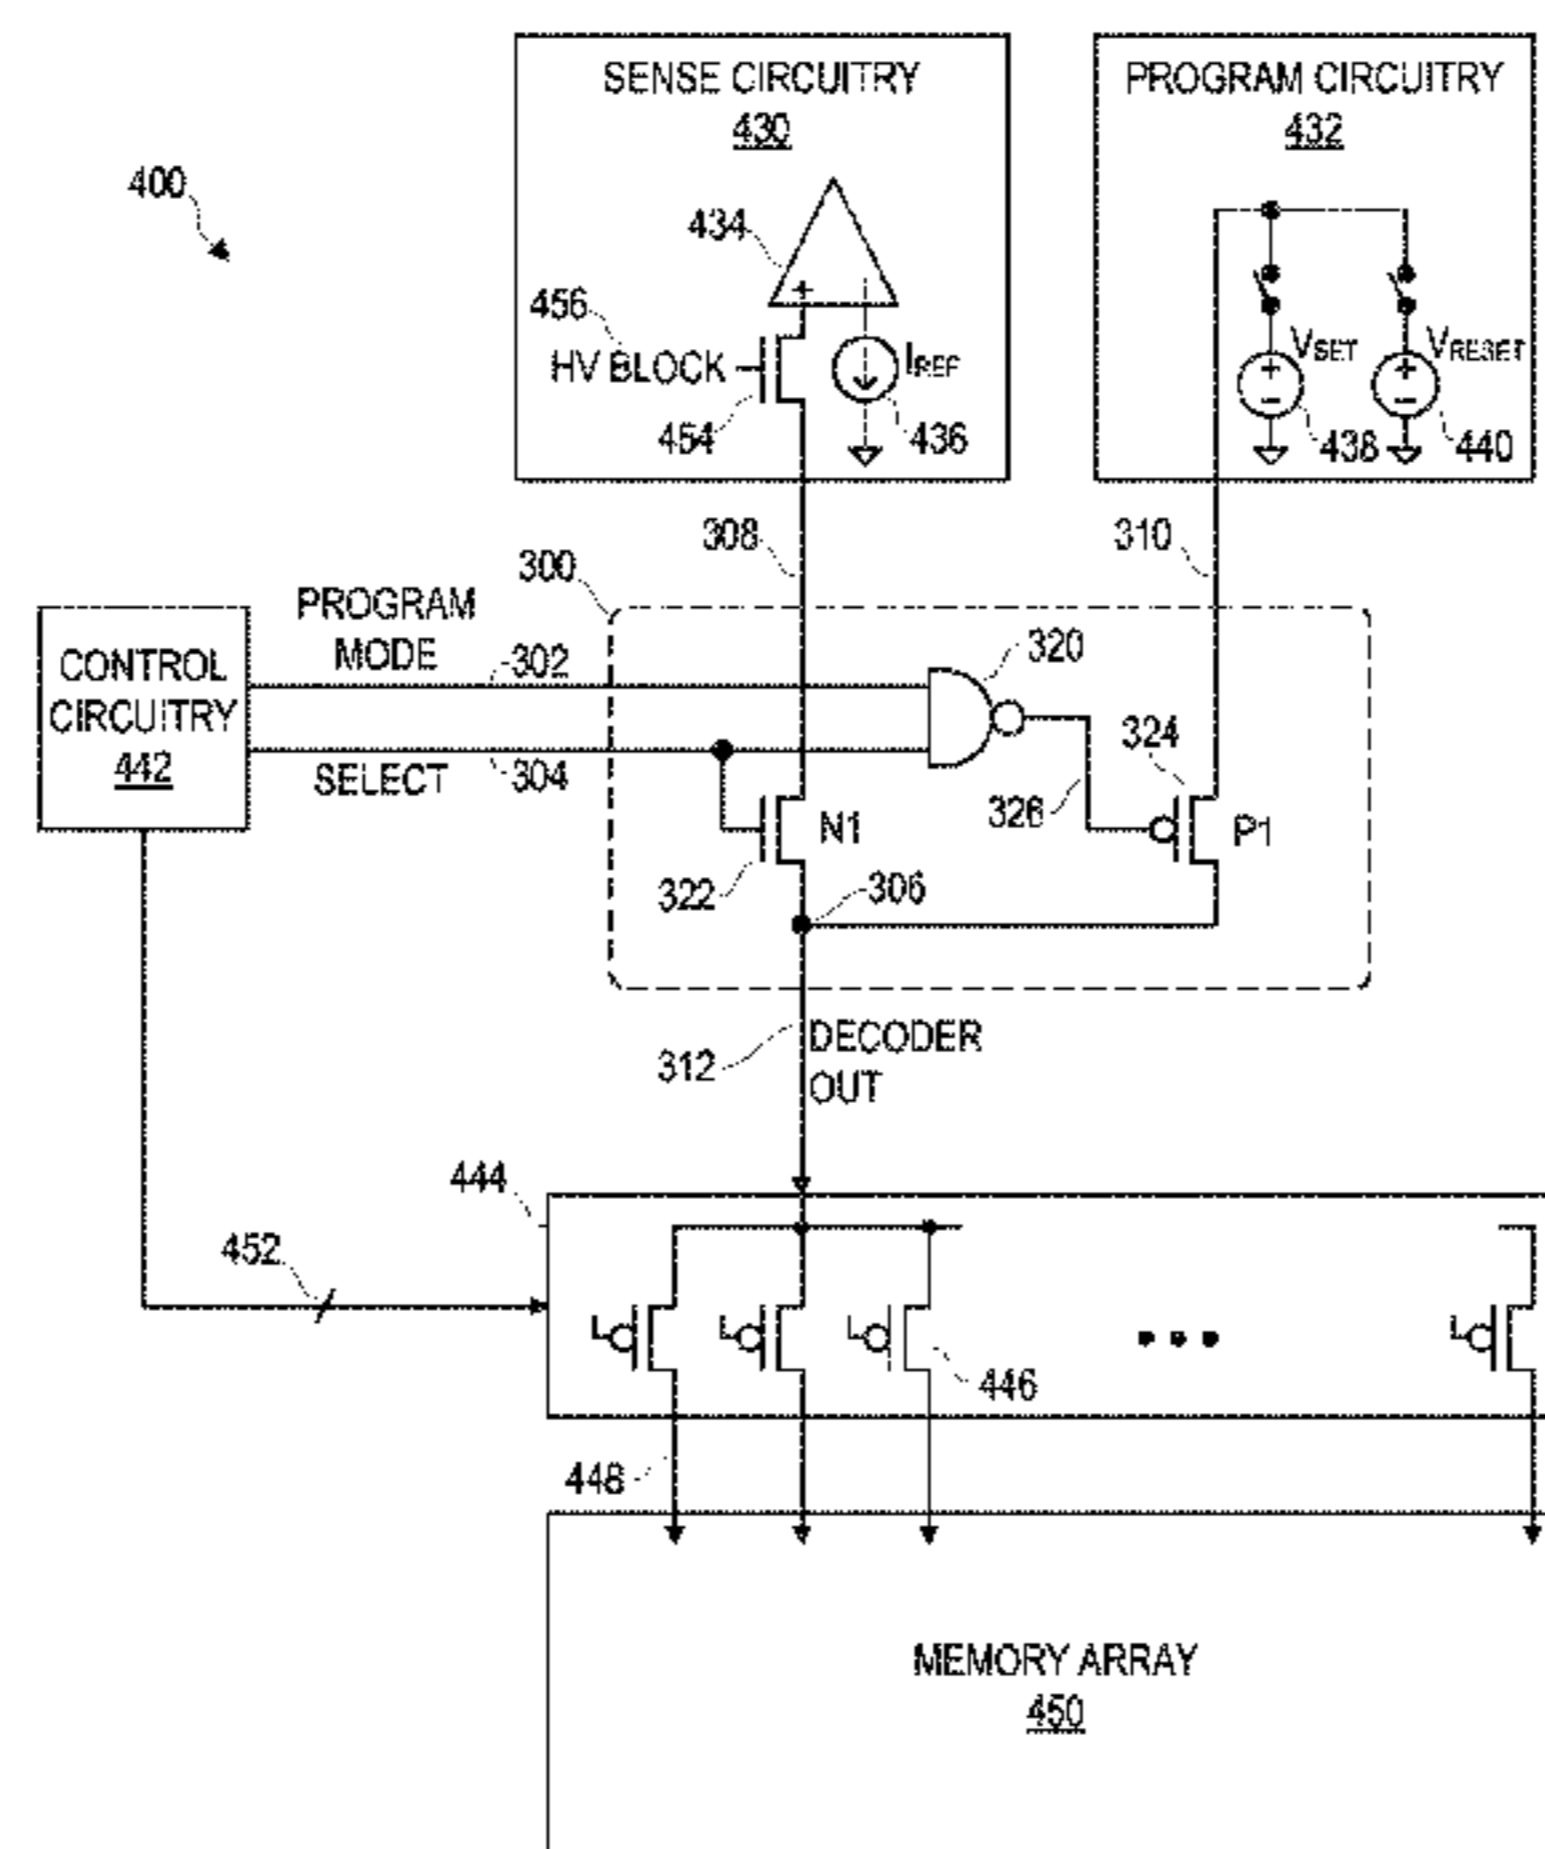 SENSE CIRCUITRY
430
PROGRAM CIRCUITRY
432
400
434
+
456
HV BLOCK
IREF
454
436
VSET
VRESET
+
−
+
−
438
440
308
310
300
PROGRAM
MODE
302
320
CONTROL
CIRCUITRY
442
SELECT
304
324
326
N1
P1
322
306
DECODER
OUT
312
444
452
446
448
MEMORY ARRAY
450